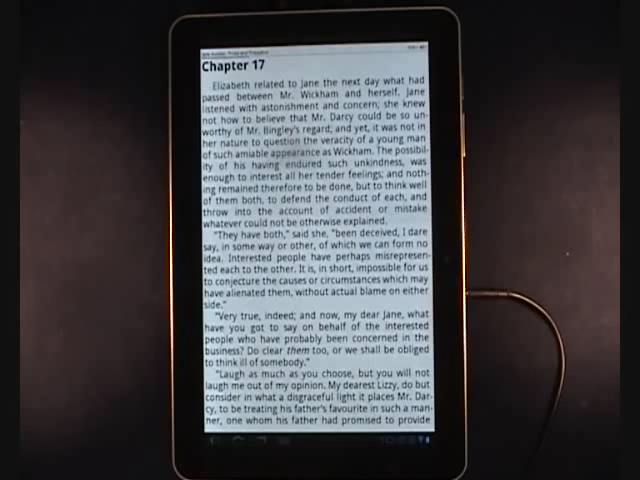 Jane Austen, Pride and Prejudice
Chapter 17
Elizabeth related to Jane the next day what had
passed between Mr. Wickham and herself. Jane
listened with astonishment and concern; she knew
not how to believe that Mr. Darcy could be so un-
worthy of Mr. Bingley's regard; and yet, it was not in
her nature to question the veracity of a young man
of such amiable appearance as Wickham. The possibil-
ity of his having endured such unkindness, was
enough to interest all her tender feelings; and noth-
ing remained therefore to be done, but to think well
of them both, to defend the conduct of each, and
throw into the account of accident or mistake
whatever could not be otherwise explained.
"They have both," said she, "been deceived, I dare
say, in some way or other, of which we can form no
idea. Interested people have perhaps misrepresen-
ted each to the other. It is, in short, impossible for us
to conjecture the causes or circumstances which may
have alienated them, without actual blame on either
side."
"Very true, indeed; and now, my dear Jane, what
have you got to say on behalf of the interested
people who have probably been concerned in the
business? Do clear them too, or we shall be obliged
to think ill of somebody."
"Laugh as much as you choose, but you will not
laugh me out of my opinion. My dearest Lizzy, do but
consider in what a disgraceful light it places Mr. Dar-
cy, to be treating his father's favourite in such a man-
ner, one whom his father had promised to provide